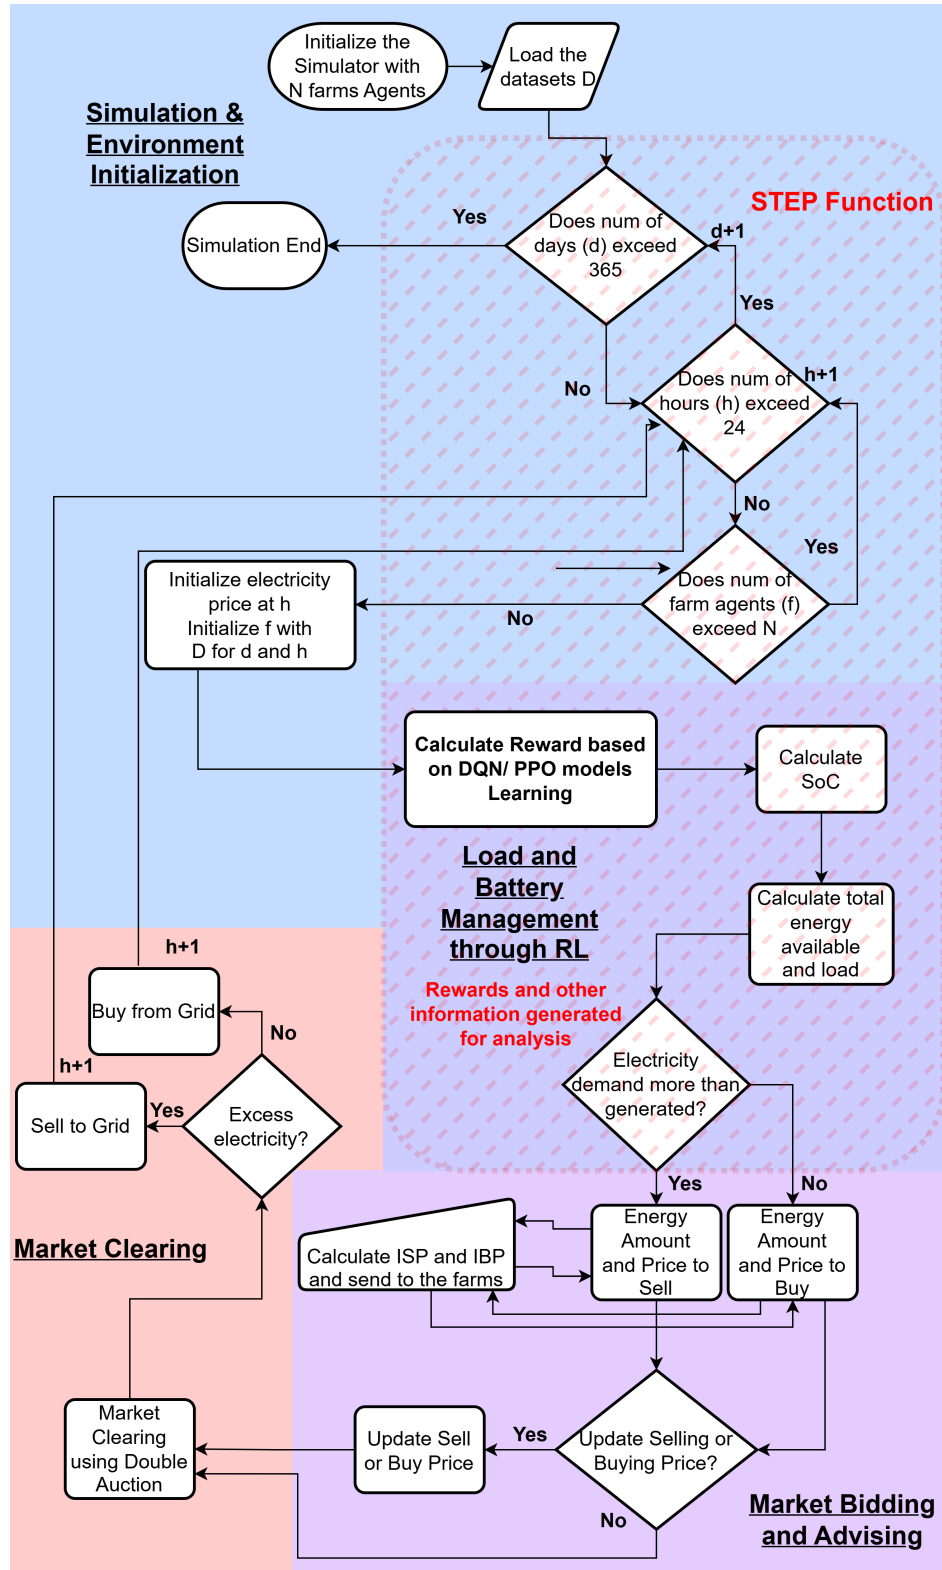 Initialize the
Simulator with
N farms Agents
Load the
datasets D
Simulation &
Environment
Initialization
STEP Function
Yes
Does num of
days (d) exceed
365
d+1
Simulation End
Yes
No
h+1
Does num of
hours (h) exceed
24
No
Yes
Does num of
farm agents (f)
exceed N
No
Initialize electricity
price at h
Initialize f with
D for d and h
Calculate Reward based
on DQN/ PPO models
Learning
Calculate
SoC
Load and
Battery
Management
through RL
Calculate total
energy
available
and load
Rewards and other
information generated
for analysis
h+1
Buy from Grid
No
h+1
Sell to Grid
Yes
Excess
electricity?
Electricity
demand more than
generated?
Yes
No
Market Clearing
Calculate ISP and IBP
and send to the farms
Energy
Amount
and Price to
Sell
Energy
Amount
and Price to
Buy
Market
Clearing
using Double
Auction
Update Sell
or Buy Price
Yes
Update Selling or
Buying Price?
No
Market Bidding
and Advising